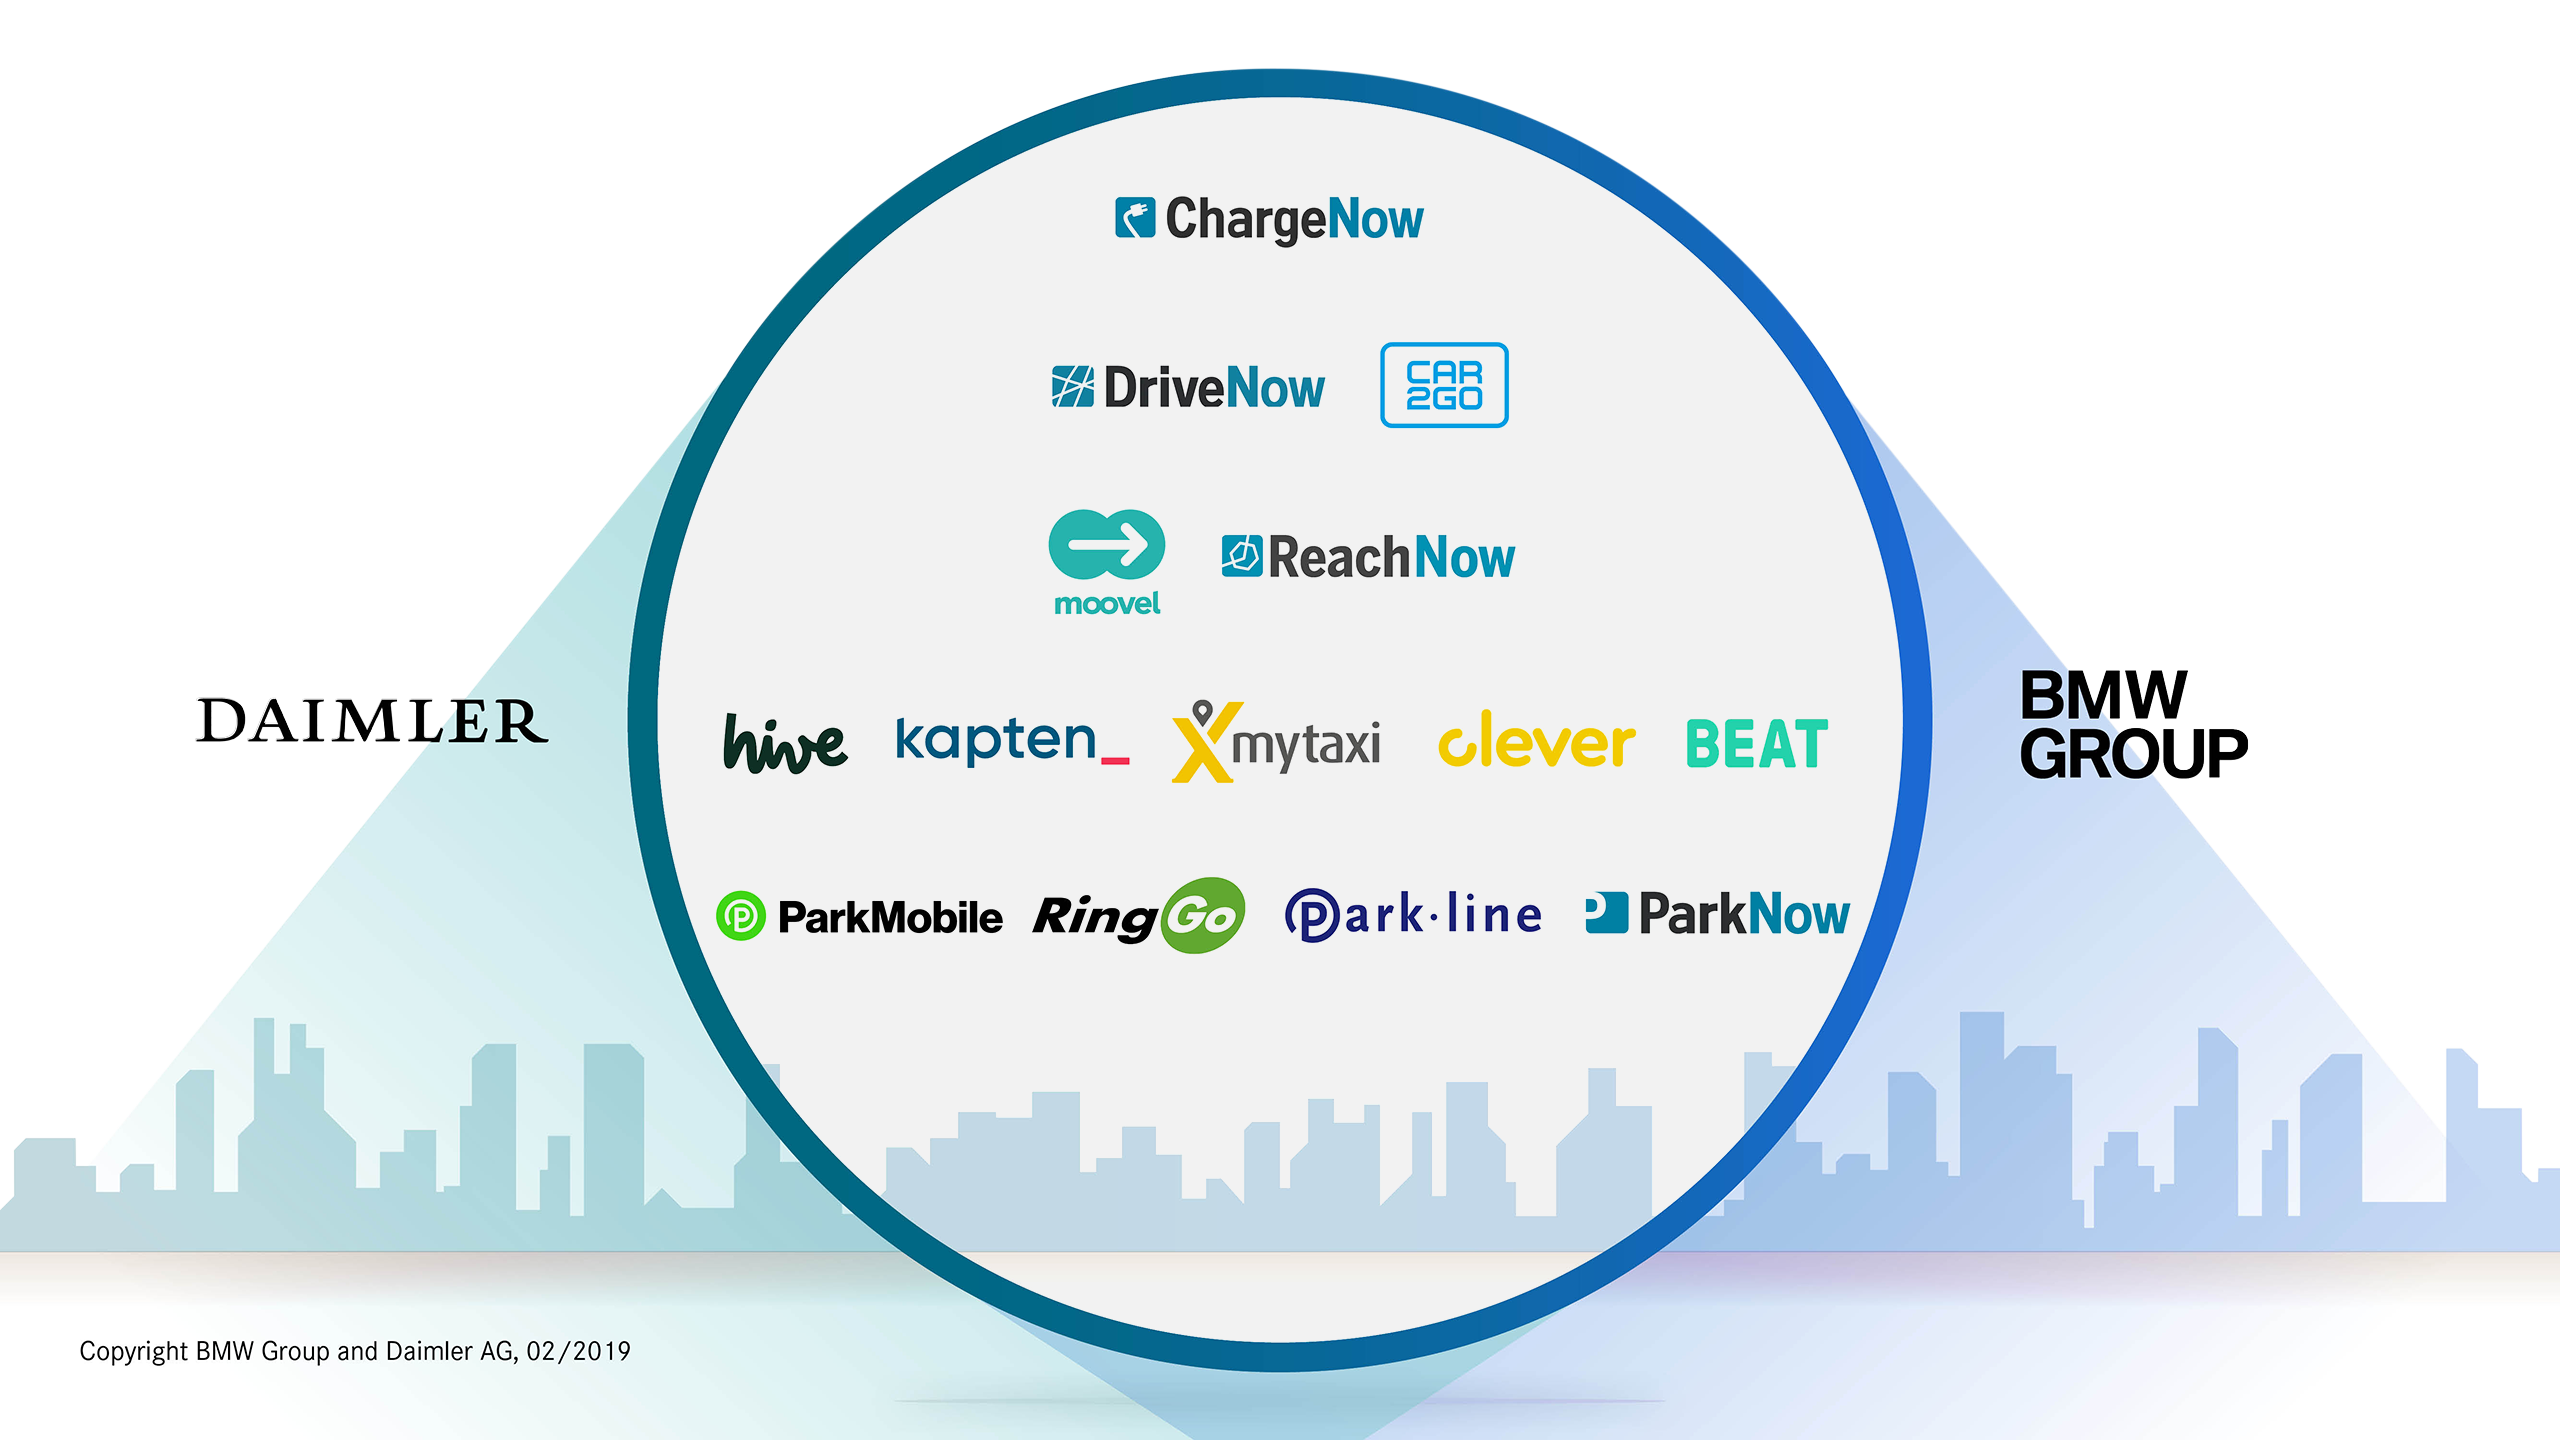 ChargeNow
DriveNow CAR
2GO
moovel ReachNow
DAIMLER
hive kapten_ mytaxi clever BEAT
BMW
GROUP
ParkMobile RingGo Park·line ParkNow
Copyright BMW Group and Daimler AG, 02/2019